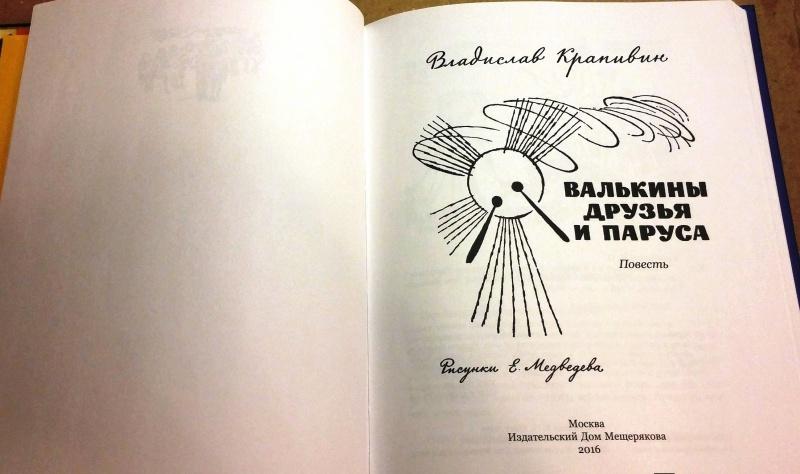 Владислав Крапивин
ВАЛЬКИНЫ
ДРУЗЬЯ
И ПАРУСА
Повесть
Рисунки Е. Медведева
Москва
Издательский Дом Мещерякова
2016